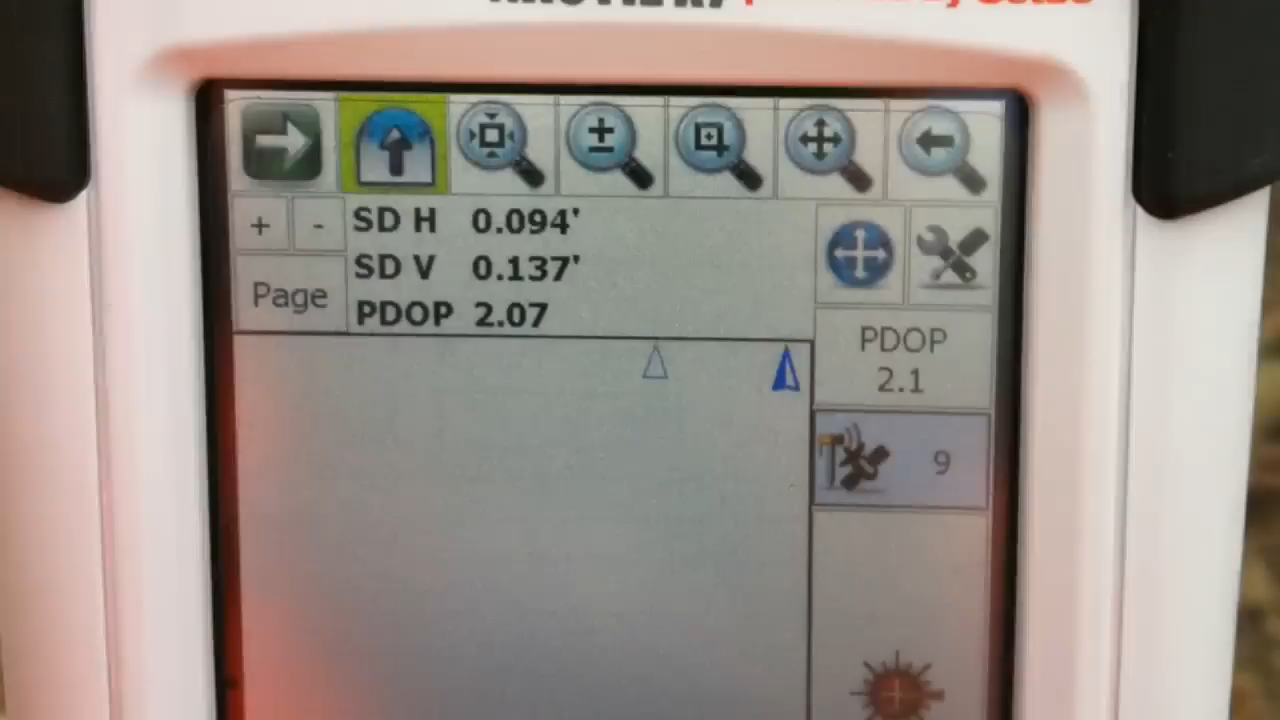 + -
SD H 0.094'
SD V 0.137'
Page
PDOP 2.07
PDOP
2.1
9